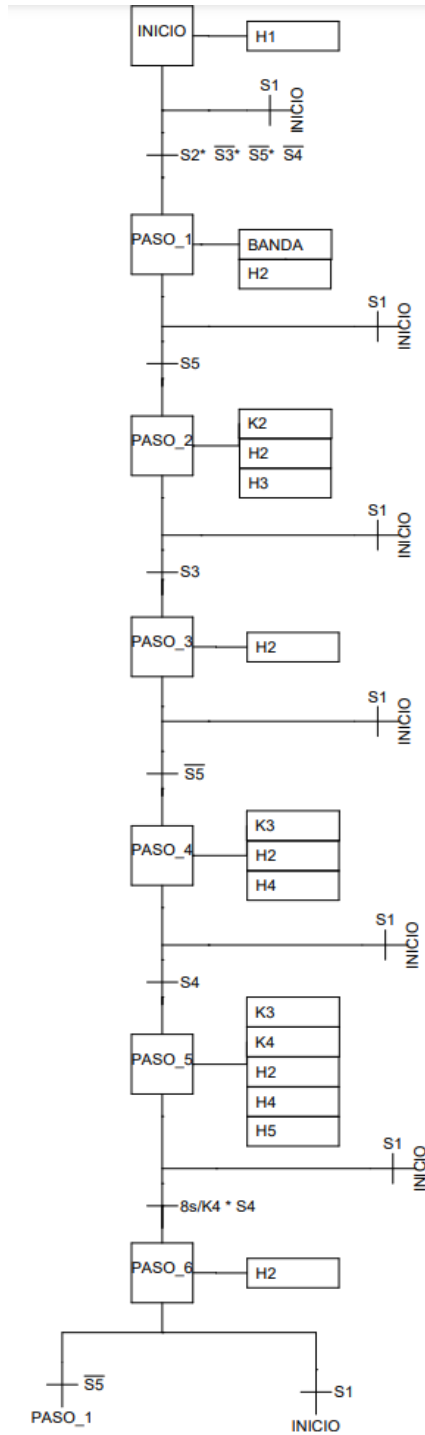 INICIO
H1
S1
INICIO
S2* S̅3̅* S̅5̅* S̅4̅
PASO_1
BANDA
H2
S1
INICIO
S5
PASO_2
K2
H2
H3
S1
INICIO
S3
PASO_3
H2
S1
INICIO
S̅5̅
PASO_4
K3
H2
H4
S1
INICIO
S4
PASO_5
K3
K4
H2
H4
H5
S1
INICIO
8s/K4 * S4
PASO_6
H2
S̅5̅
S1
PASO_1
INICIO